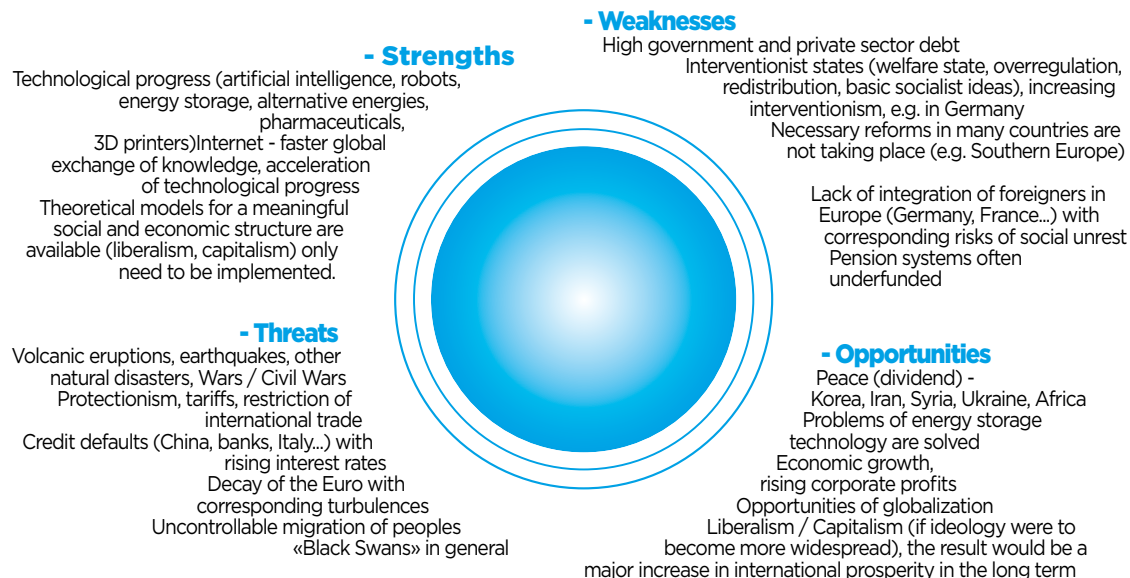 - Strengths
Technological progress (artificial intelligence, robots,
energy storage, alternative energies,
pharmaceuticals,
3D printers)Internet - faster global
exchange of knowledge, acceleration
of technological progress
Theoretical models for a meaningful
social and economic structure are
available (liberalism, capitalism) only
need to be implemented.
- Weaknesses
High government and private sector debt
Interventionist states (welfare state, overregulation,
redistribution, basic socialist ideas), increasing
interventionism, e.g. in Germany
Necessary reforms in many countries are
not taking place (e.g. Southern Europe)
Lack of integration of foreigners in
Europe (Germany, France...) with
corresponding risks of social unrest
Pension systems often
underfunded
- Threats
Volcanic eruptions, earthquakes, other
natural disasters, Wars / Civil Wars
Protectionism, tariffs, restriction of
international trade
Credit defaults (China, banks, Italy...) with
rising interest rates
Decay of the Euro with
corresponding turbulences
Uncontrollable migration of peoples
«Black Swans» in general
- Opportunities
Peace (dividend) -
Korea, Iran, Syria, Ukraine, Africa
Problems of energy storage
technology are solved
Economic growth,
rising corporate profits
Opportunities of globalization
Liberalism / Capitalism (if ideology were to
become more widespread), the result would be a
major increase in international prosperity in the long term